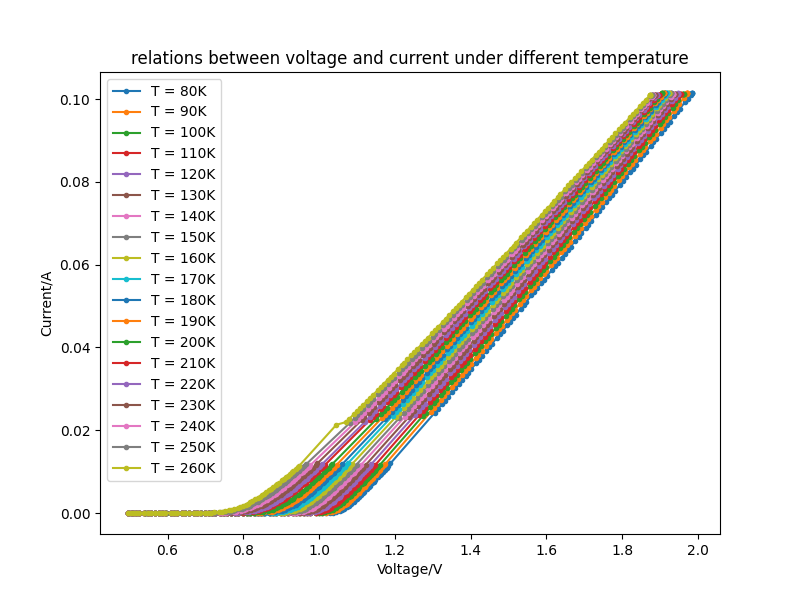 relations between voltage and current under different temperature
T = 80K
T = 90K
T = 100K
T = 110K
T = 120K
T = 130K
T = 140K
T = 150K
T = 160K
T = 170K
T = 180K
T = 190K
T = 200K
T = 210K
T = 220K
T = 230K
T = 240K
T = 250K
T = 260K
Current/A
0.10
0.08
0.06
0.04
0.02
0.00
0.6 0.8 1.0 1.2 1.4 1.6 1.8 2.0
Voltage/V